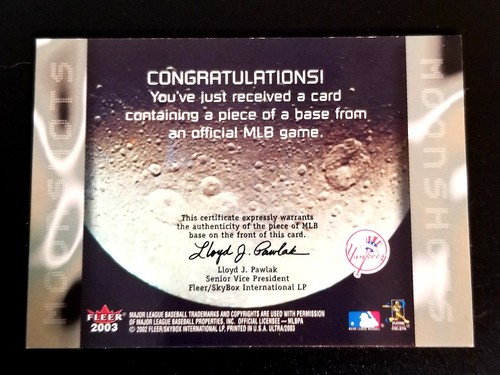 MOONSHOTS
CONGRATULATIONS!
You've just received a card
containing a piece of a base from
an official MLB game.
MOONSHOTS
This certificate expressly warrants
the authenticity of the piece of MLB
base on the front of this card.
Lloyd J. Pawlak
Lloyd J. Pawlak
Senior Vice President
Fleer/SkyBox International LP
Yankees
FLEER
2003
MAJOR LEAGUE BASEBALL TRADEMARKS AND COPYRIGHTS ARE USED WITH PERMISSION
OF MAJOR LEAGUE BASEBALL PROPERTIES, INC. OFFICIAL LICENSEE — MLBPA
© 2002 FLEER/SKYBOX INTERNATIONAL LP, PRINTED IN U.S.A. ULTRA/2003